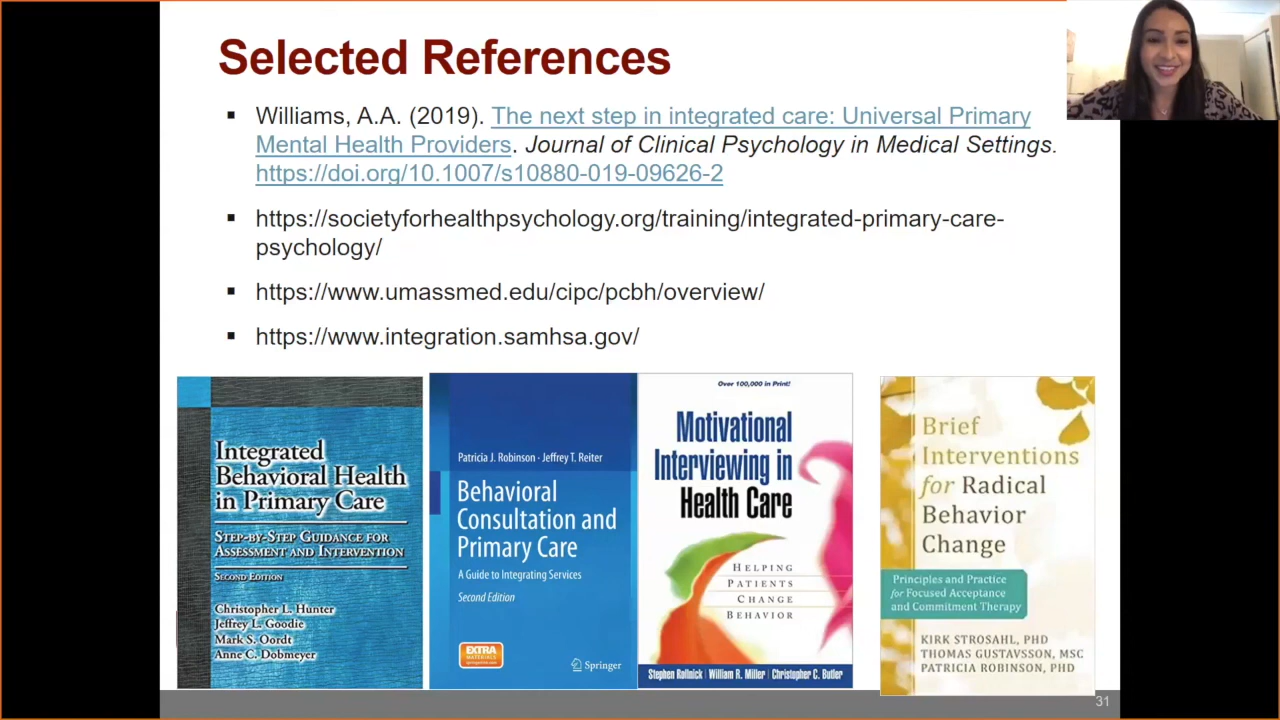 Selected References
▪ Williams, A.A. (2019). The next step in integrated care: Universal Primary
Mental Health Providers. Journal of Clinical Psychology in Medical Settings.
https://doi.org/10.1007/s10880-019-09626-2
▪ https://societyforhealthpsychology.org/training/integrated-primary-care-
psychology/
▪ https://www.umassmed.edu/cipc/pcbh/overview/
▪ https://www.integration.samhsa.gov/
Integrated
Behavioral Health
in Primary Care
Step-by-Step Guidance for
Assessment and Intervention
Second Edition
Christopher L. Hunter
Jeffrey L. Goodie
Mark S. Oordt
Anne C. Dobmeyer
Patricia J. Robinson · Jeffrey T. Reiter
Behavioral
Consultation and
Primary Care
A Guide to Integrating Services
Second Edition
EXTRA
MATERIALS
Springer
Over 100,000 in Print!
Motivational
Interviewing in
Health Care
HELPING
PATIENTS
CHANGE
BEHAVIOR
Stephen Rollnick | William R. Miller | Christopher C. Butler
Brief
Interventions
for Radical
Behavior
Change
Principles and Practice
for Focused Acceptance
and Commitment Therapy
KIRK STROSAHL, PHD
THOMAS GUSTAVSSON, MSC
PATRICIA ROBINSON, PHD
31